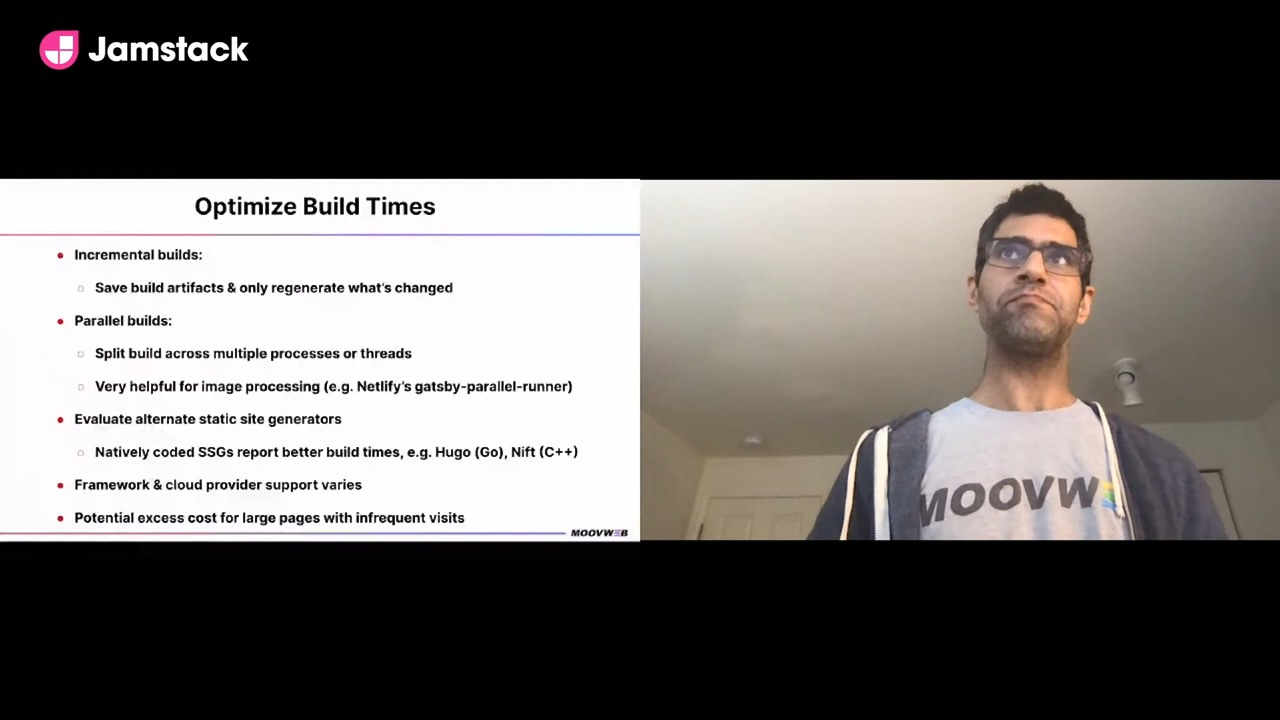 Jamstack
Optimize Build Times
Incremental builds:
Save build artifacts & only regenerate what's changed
Parallel builds:
Split build across multiple processes or threads
Very helpful for image processing (e.g. Netlify's gatsby-parallel-runner)
Evaluate alternate static site generators
Natively coded SSGs report better build times, e.g. Hugo (Go), Nift (C++)
Framework & cloud provider support varies
Potential excess cost for large pages with infrequent visits
MOOVWEB
MOOVWE